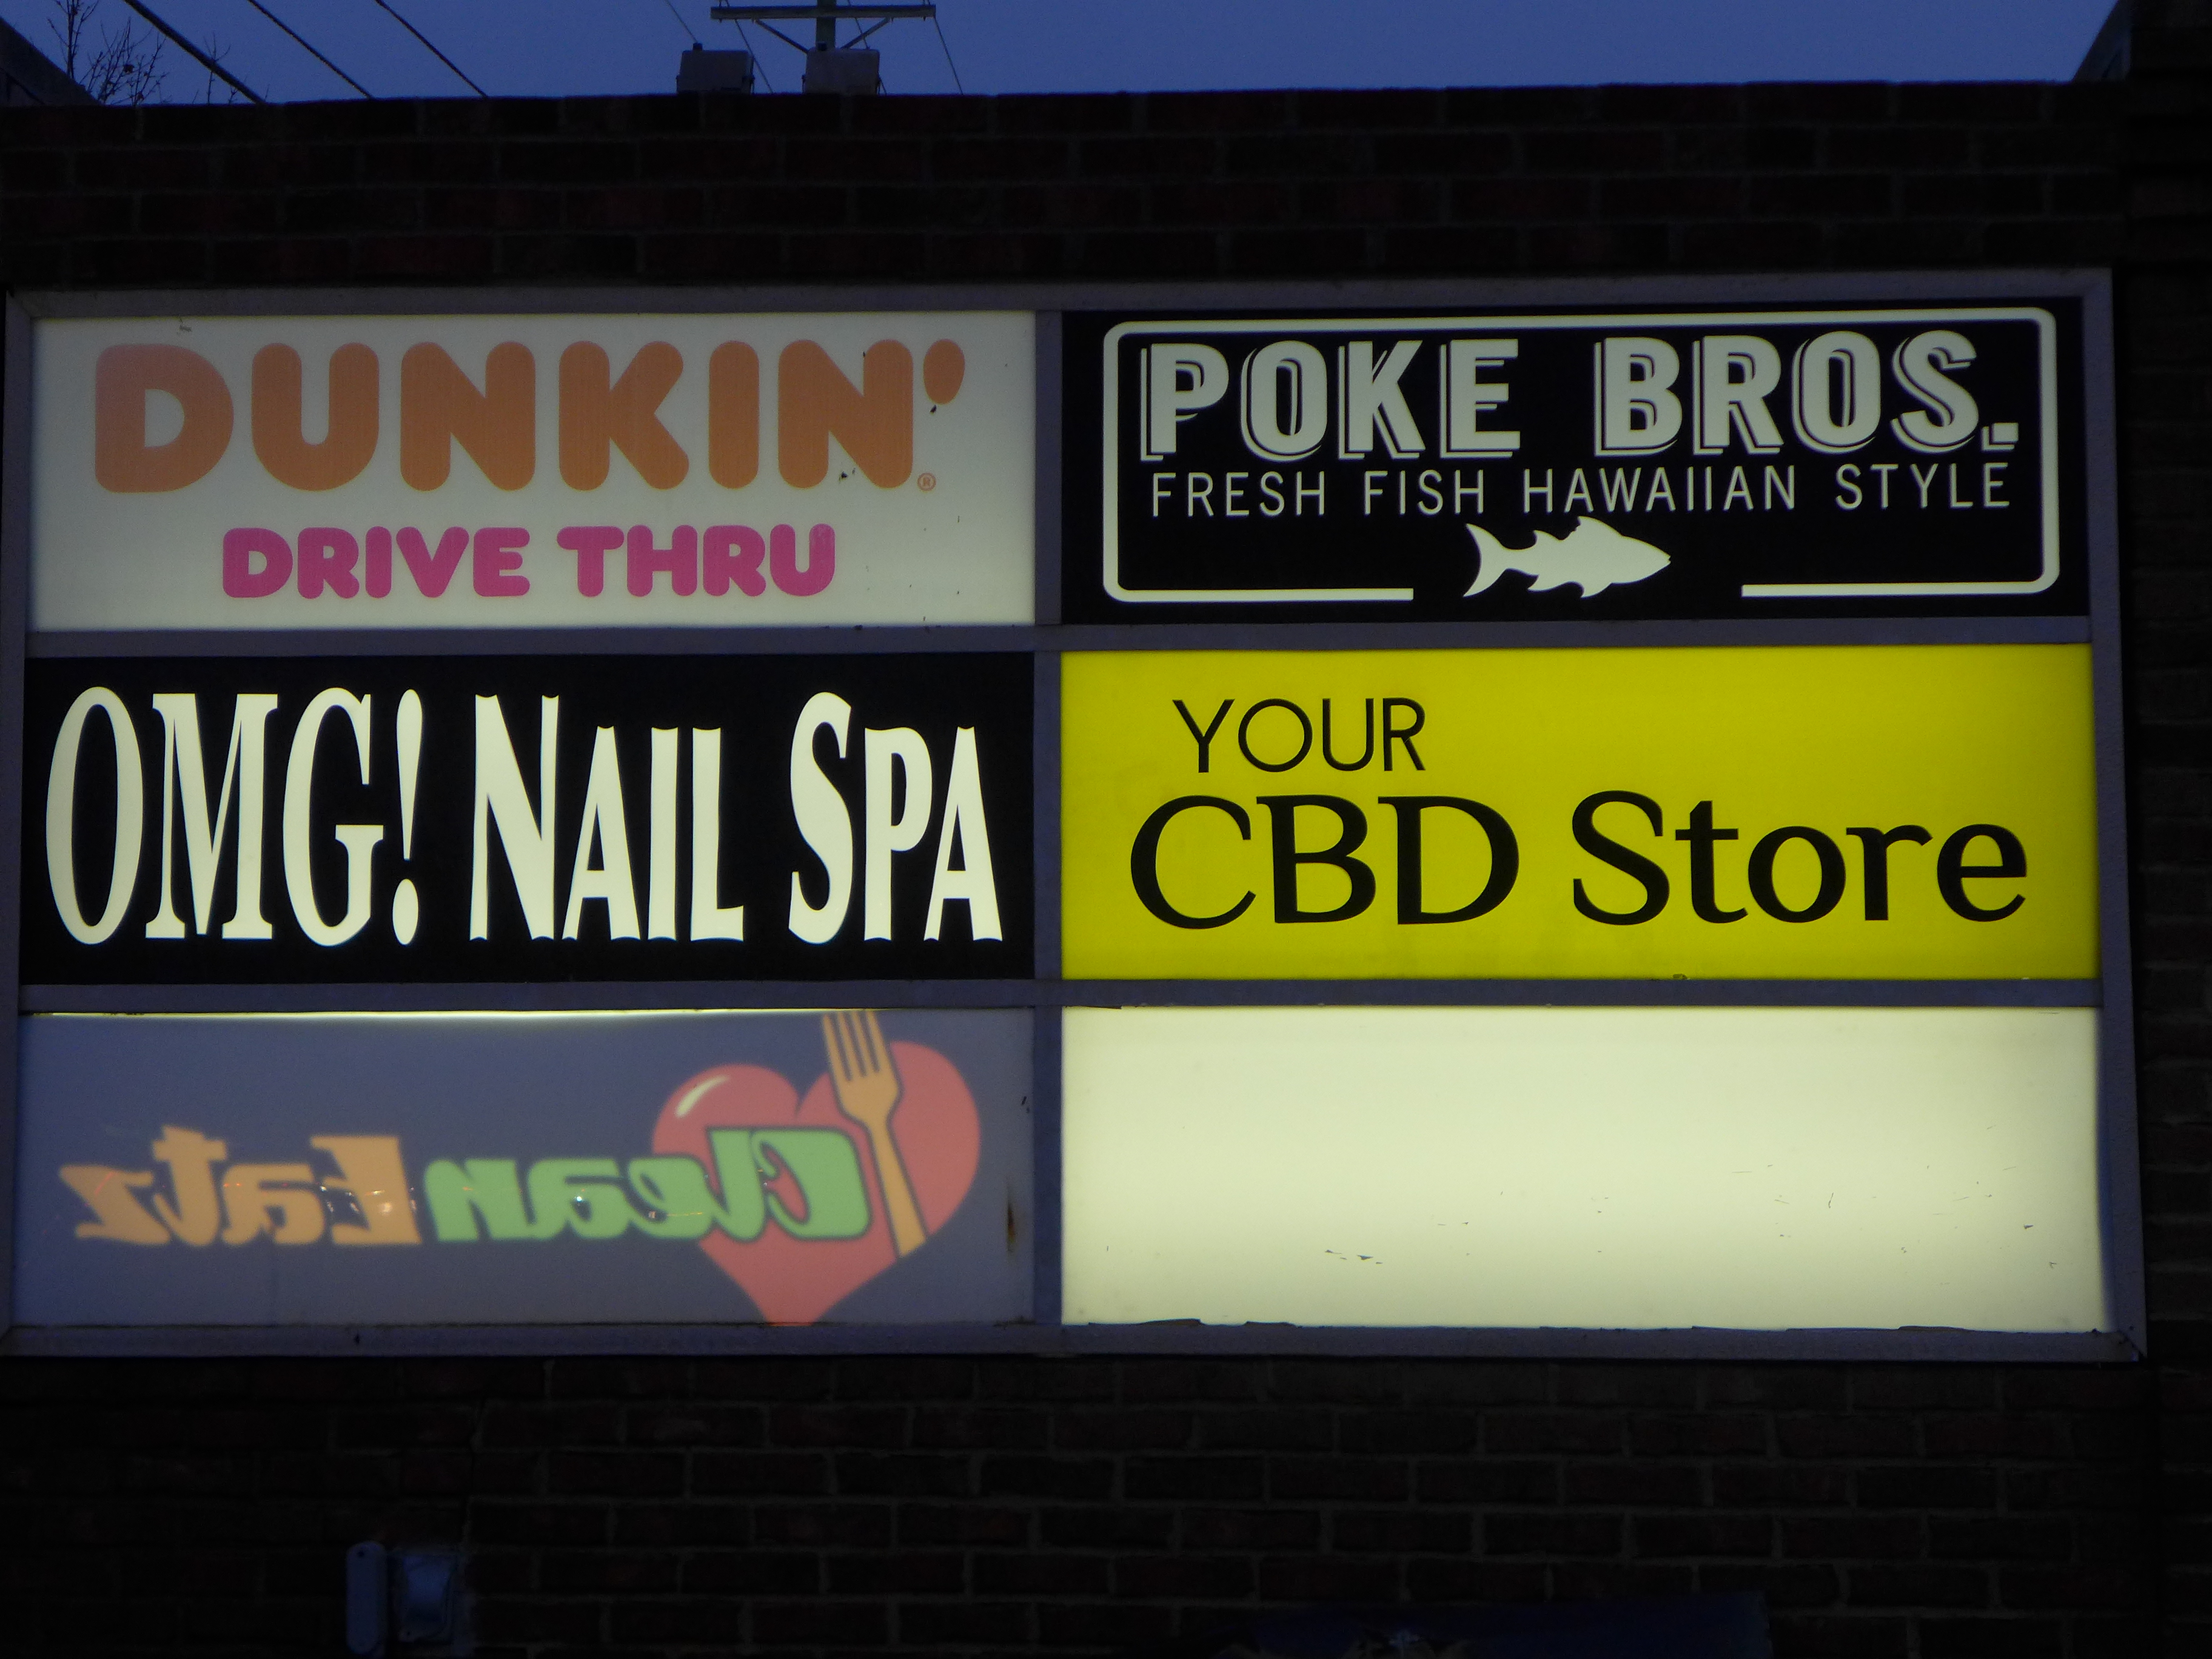 DUNKIN'®
DRIVE THRU
POKE BROS.
FRESH FISH HAWAIIAN STYLE
OMG! NAIL SPA
YOUR
CBD Store
Clean Eatz